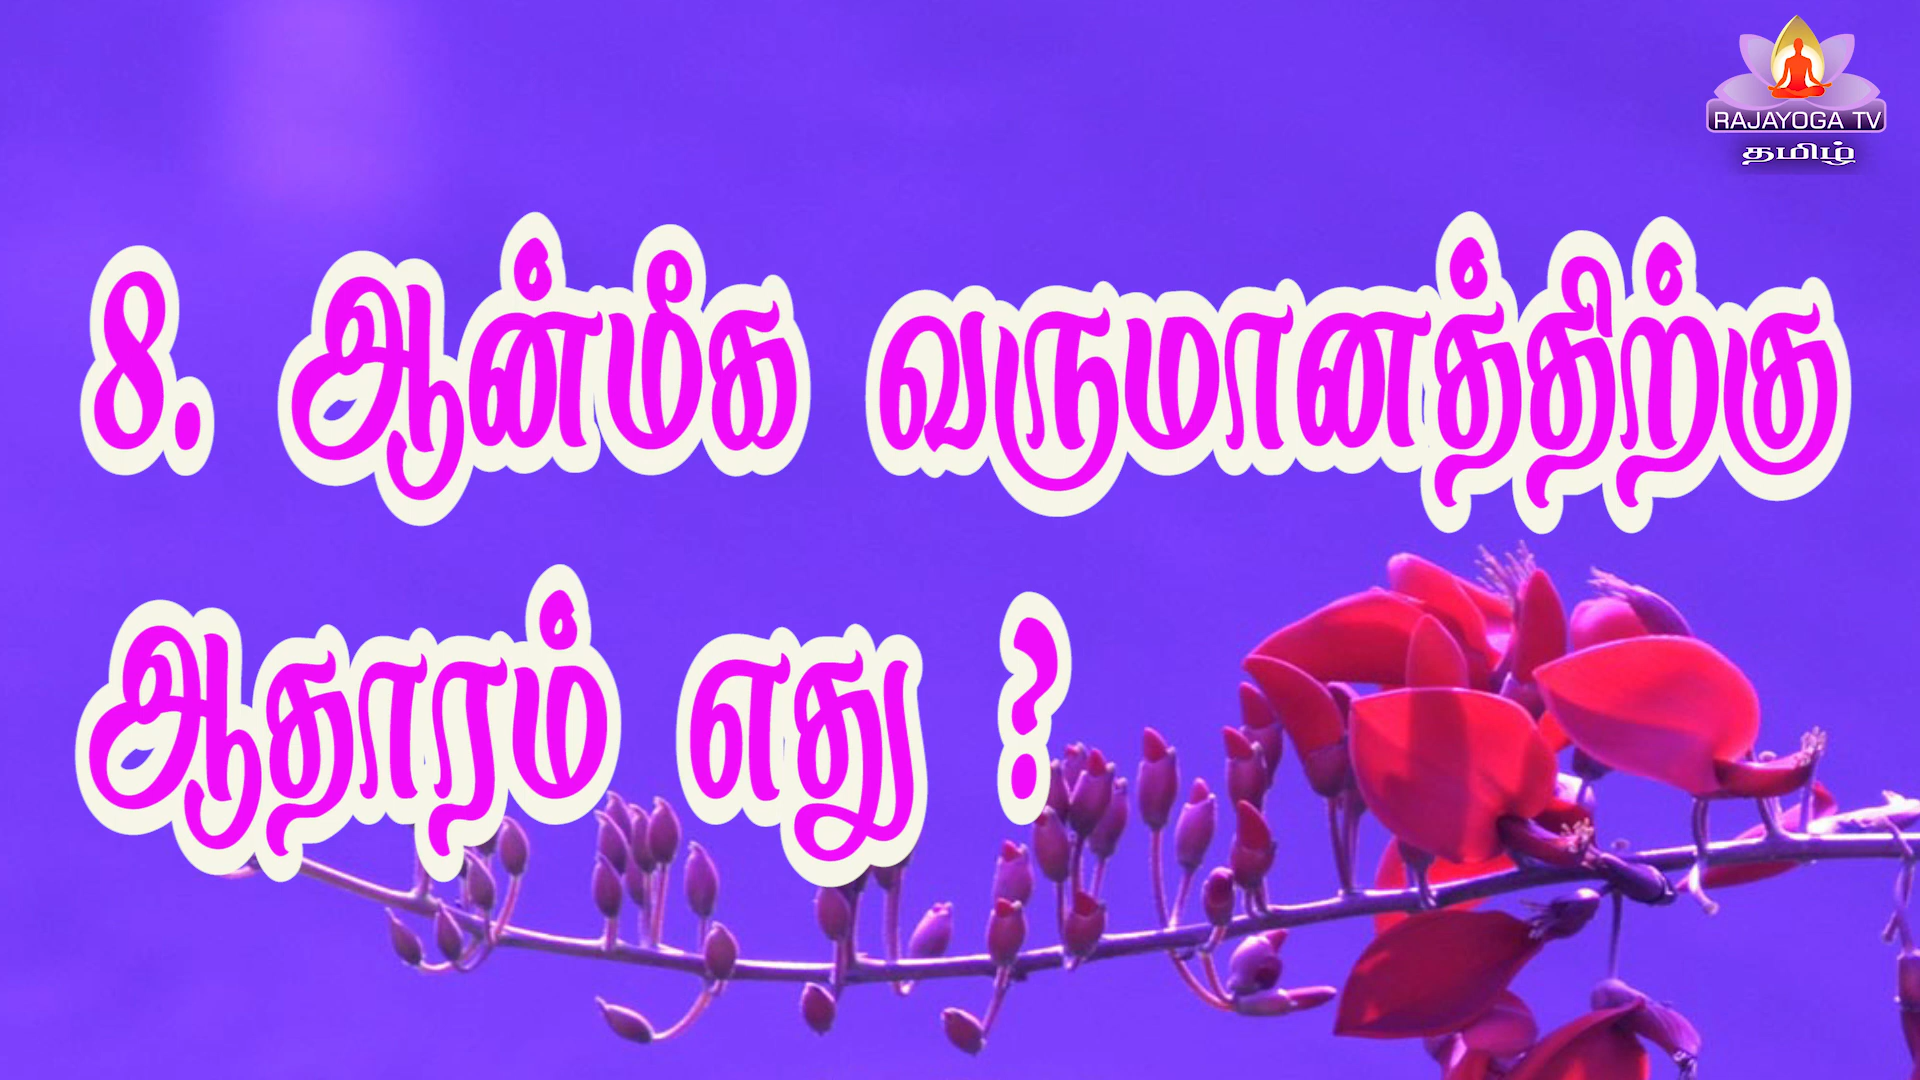 RAJAYOGA TV
தமிழ்
8. ஆன்மீக வருமானத்திற்கு
ஆதாரம் எது ?